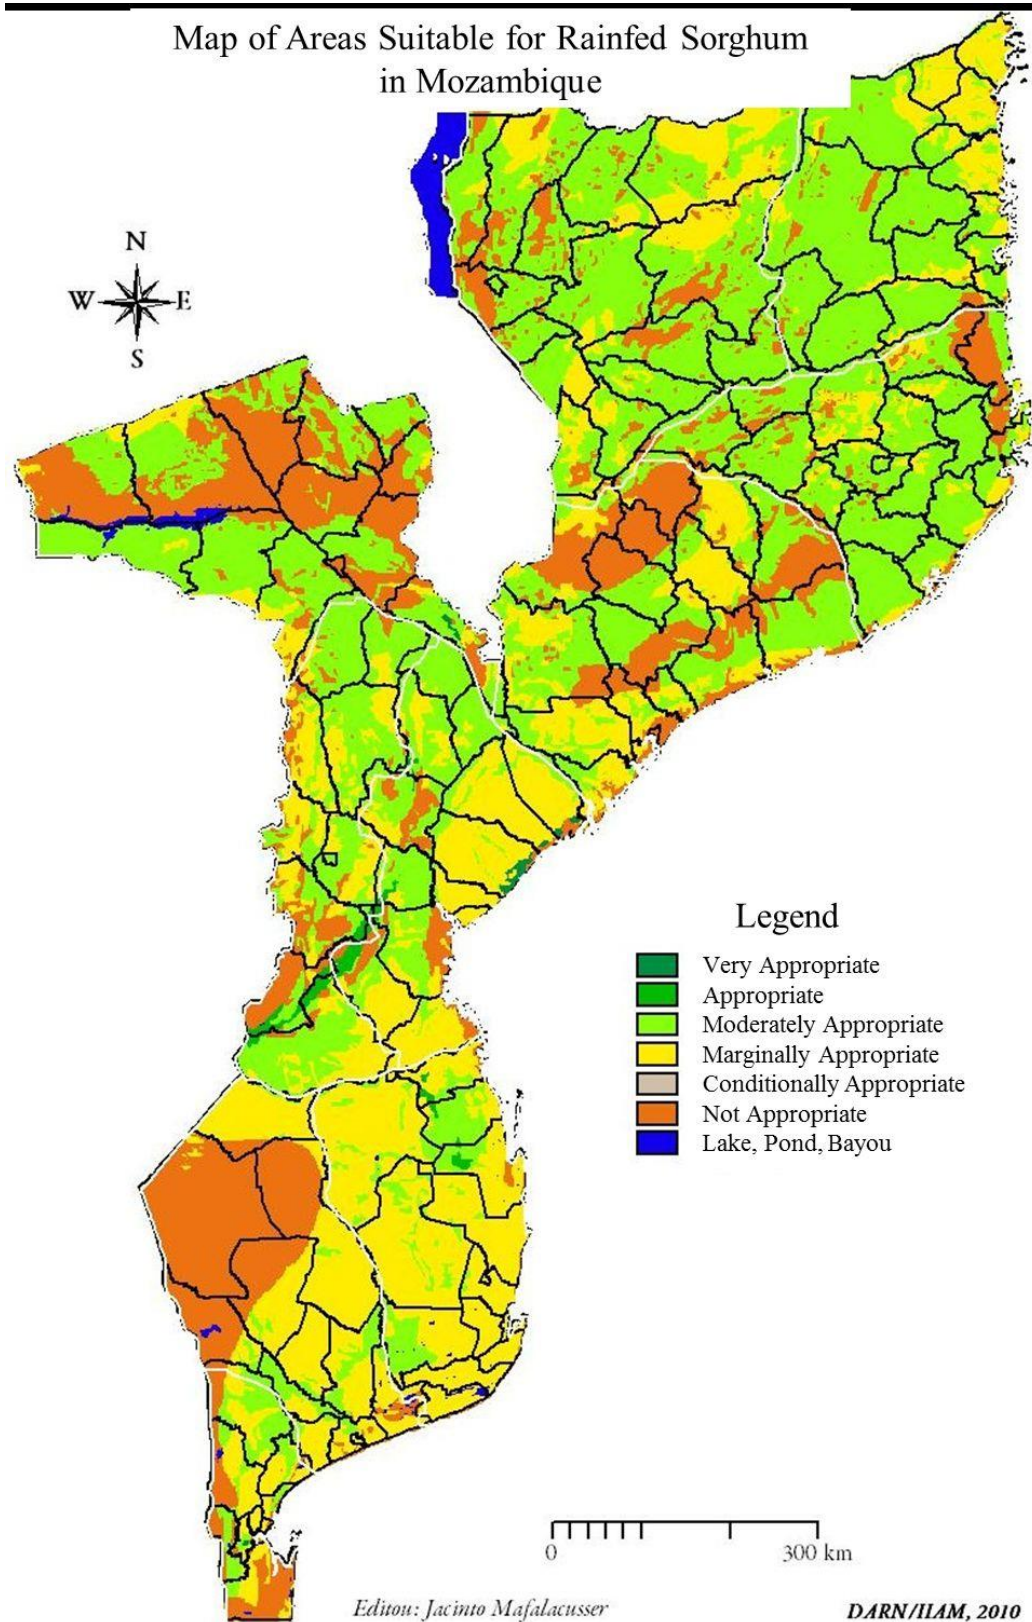 Map of Areas Suitable for Rainfed Sorghum
in Mozambique
N
W E
S
Legend
Very Appropriate
Appropriate
Moderately Appropriate
Marginally Appropriate
Conditionally Appropriate
Not Appropriate
Lake, Pond, Bayou
0 300 km
Editou: Jacinto Mafalacusser
DARN/IIAM, 2010